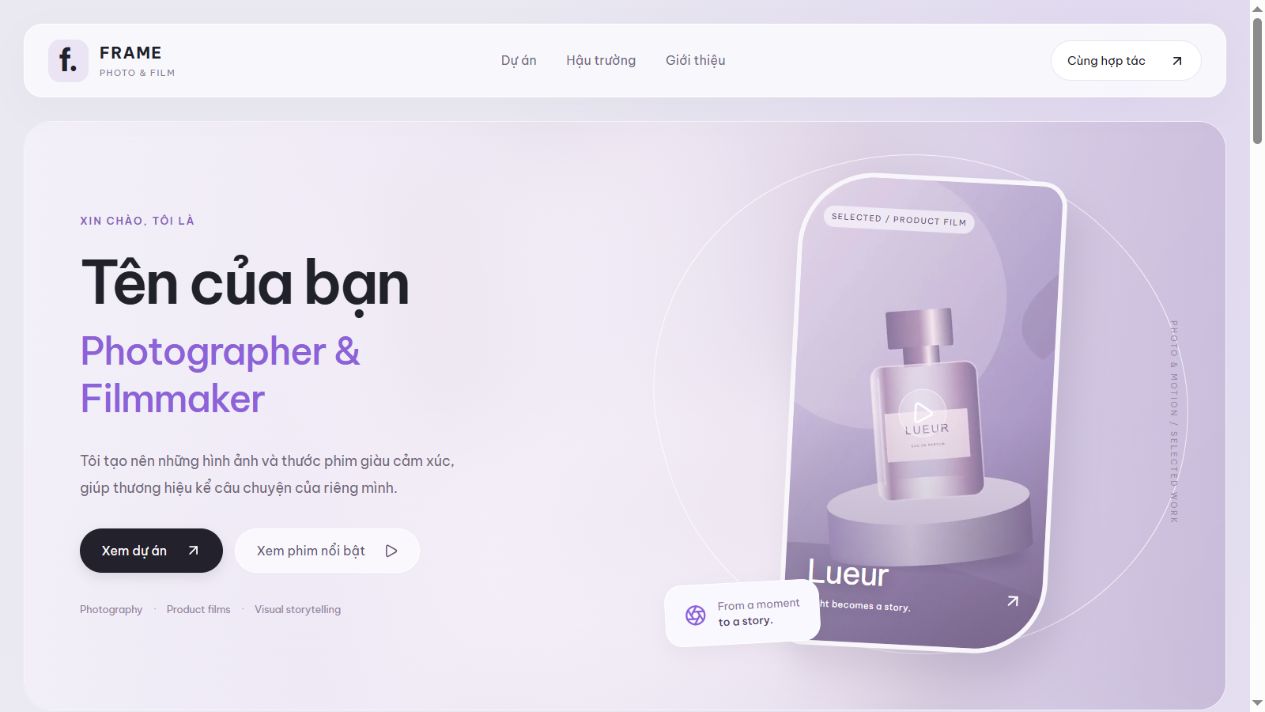 f.
FRAME
PHOTO & FILM
Dự án
Hậu trường
Giới thiệu
Cùng hợp tác
XIN CHÀO, TÔI LÀ
Tên của bạn
Photographer &
Filmmaker
Tôi tạo nên những hình ảnh và thước phim giàu cảm xúc,
giúp thương hiệu kể câu chuyện của riêng mình.
Xem dự án
Xem phim nổi bật
Photography · Product films · Visual storytelling
SELECTED / PRODUCT FILM
LUEUR
EAU DE PARFUM
Lueur
ht becomes a story.
From a moment
to a story.
PHOTO & MOTION / SELECTED WORK